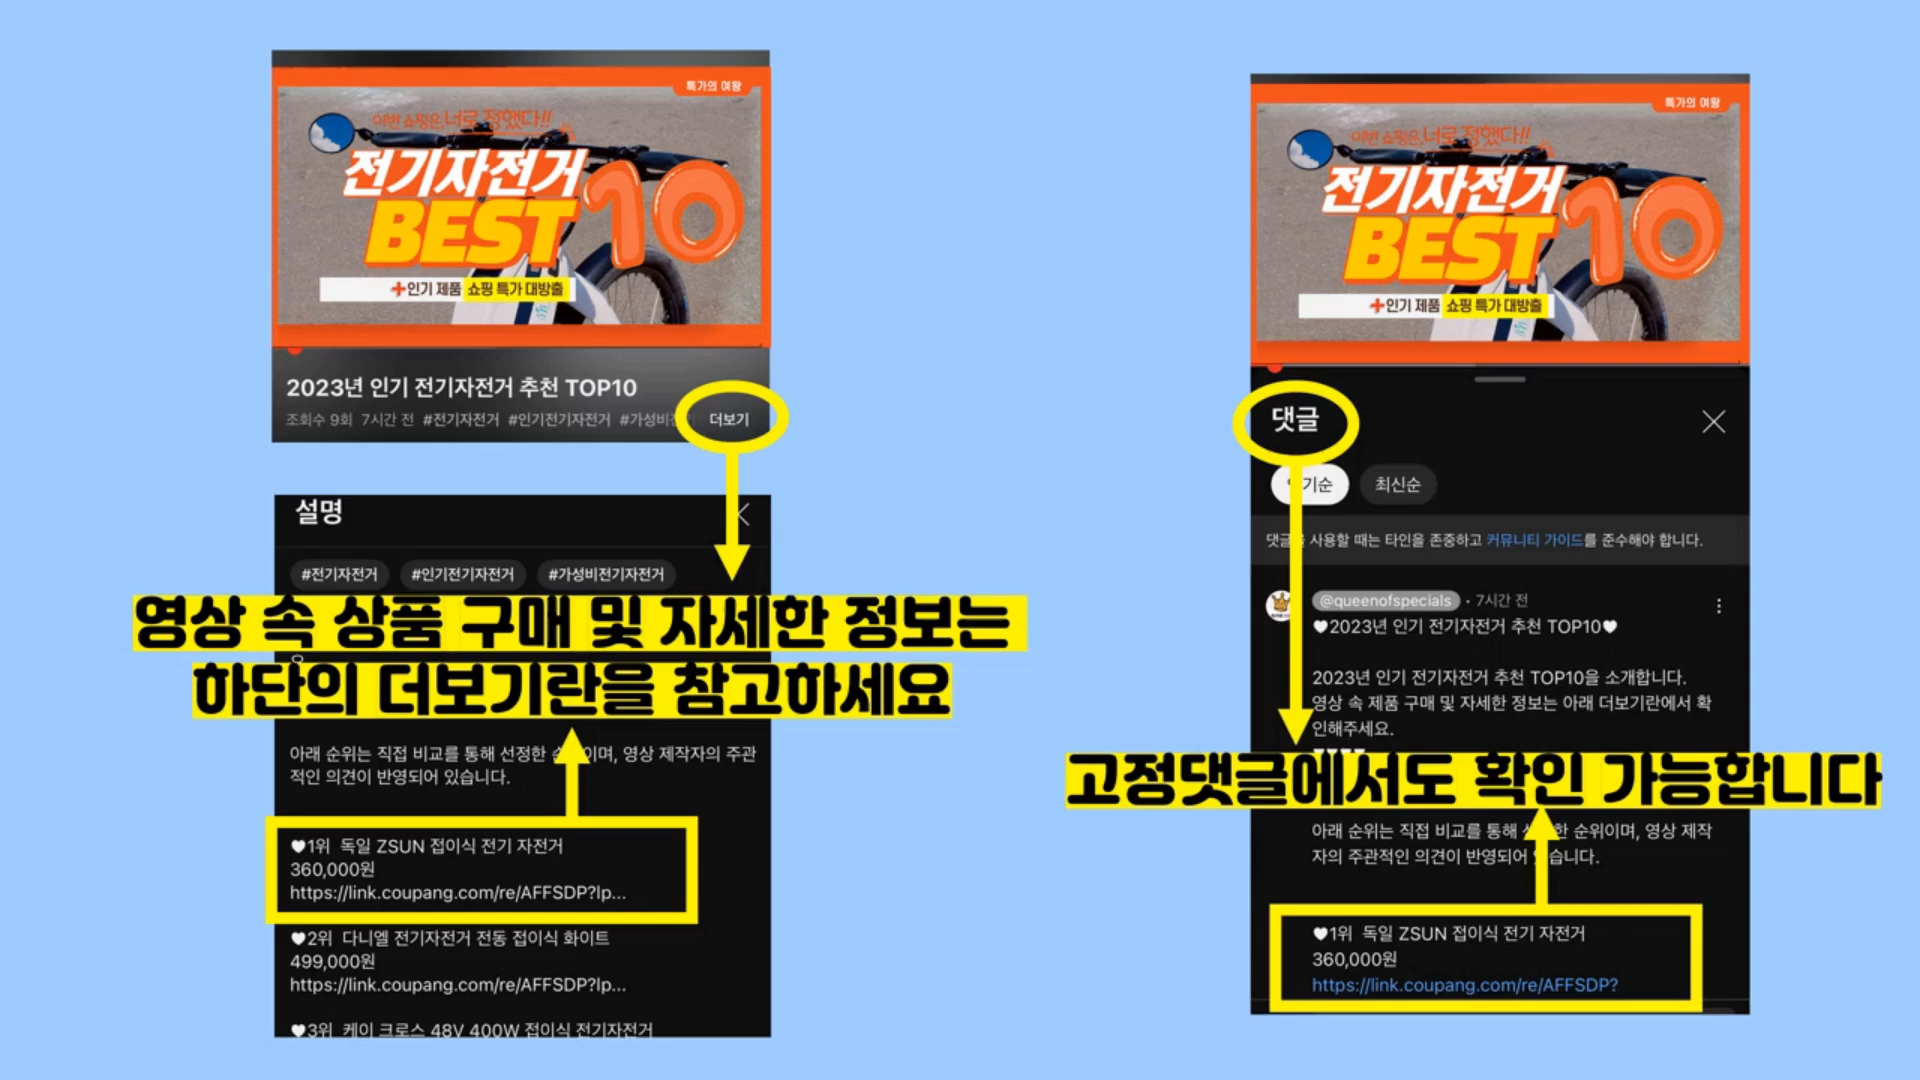 특가의 여왕
이번 쇼핑은, 너로 정했다!!
전기자전거
BEST 10
+인기 제품 쇼핑 특가 대방출
2023년 인기 전기자전거 추천 TOP10
조회수 9회 7시간 전 #전기자전거 #인기전기자전거 #가성비전기 더보기
설명
#전기자전거 #인기전기자전거 #가성비전기자전거
영상 속 상품 구매 및 자세한 정보는
하단의 더보기란을 참고하세요
아래 순위는 직접 비교를 통해 선정한 이며, 영상 제작자의 주관
적인 의견이 반영되어 있습니다.
♥1위 독일 ZSUN 접이식 전기 자전거
360,000원
https://link.coupang.com/re/AFFSDP?lp...
♥2위 다니엘 전기자전거 전동 접이식 화이트
499,000원
https://link.coupang.com/re/AFFSDP?lp...
♥3위 케이 크로스 48V 400W 접이식 전기자전거
특가의 여왕
이번 쇼핑은, 너로 정했다!!
전기자전거
BEST 10
+인기 제품 쇼핑 특가 대방출
댓글
기순 최신순
댓글 사용할 때는 타인을 존중하고 커뮤니티 가이드를 준수해야 합니다.
@queenofspecials · 7시간 전
♥2023년 인기 전기자전거 추천 TOP10♥
2023년 인기 전기자전거 추천 TOP10을 소개합니다.
영상 속 제품 구매 및 자세한 정보는 아래 더보기란에서 확
인해주세요.
고정댓글에서도 확인 가능합니다
아래 순위는 직접 비교를 통해 한 순위이며, 영상 제작
자의 주관적인 의견이 반영되어 습니다.
♥1위 독일 ZSUN 접이식 전기 자전거
360,000원
https://link.coupang.com/re/AFFSDP?